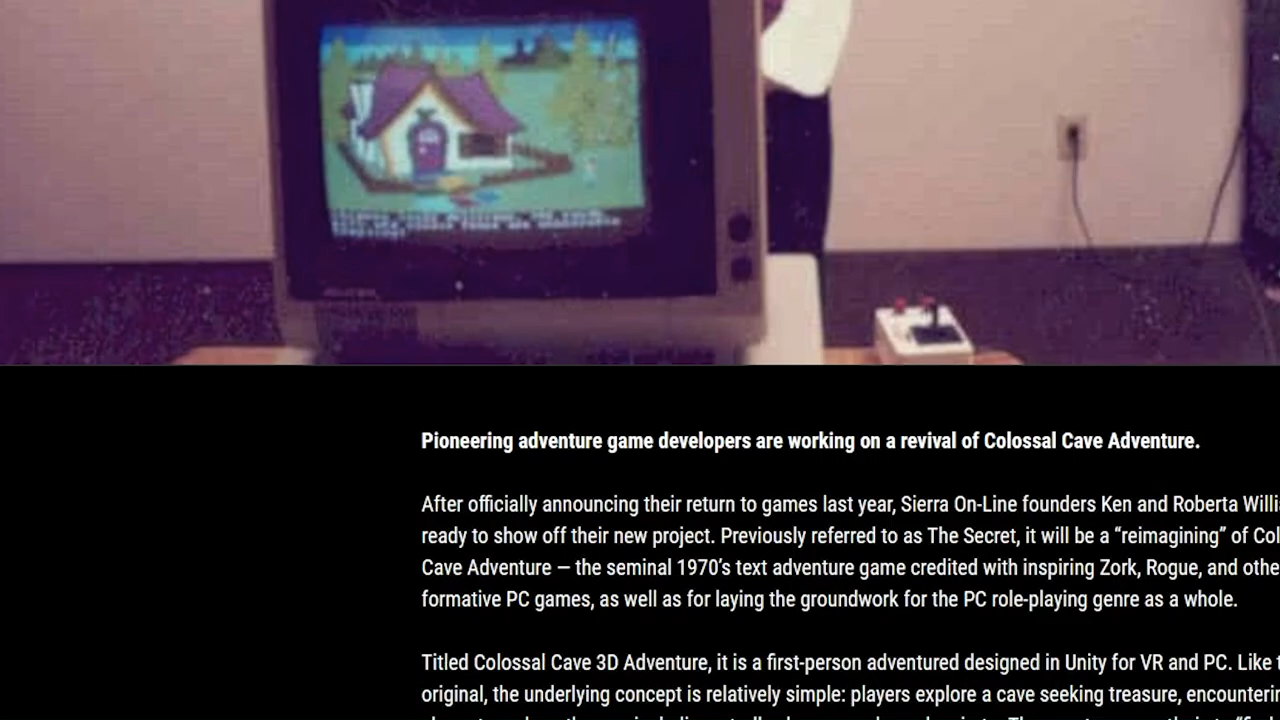 Pioneering adventure game developers are working on a revival of Colossal Cave Adventure.
After officially announcing their return to games last year, Sierra On-Line founders Ken and Roberta
ready to show off their new project. Previously referred to as The Secret, it will be a “reimagining” of
Cave Adventure — the seminal 1970’s text adventure game credited with inspiring Zork, Rogue, and
formative PC games, as well as for laying the groundwork for the PC role-playing genre as a whole.
Titled Colossal Cave 3D Adventure, it is a first-person adventured designed in Unity for VR and PC. Like
original, the underlying concept is relatively simple: players explore a cave seeking treasure,